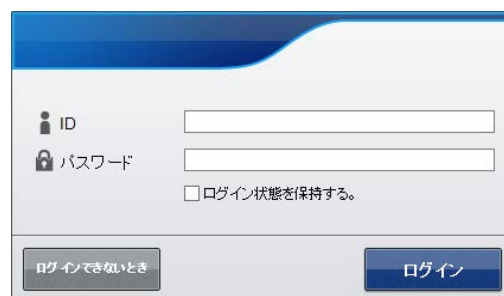 ID
パスワード
ログイン状態を保持する。
ログインできないとき
ログイン